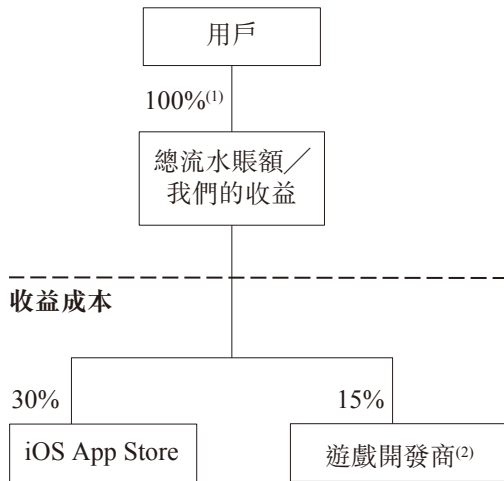 用戶
100%(1)
總流水賬額／
我們的收益
收益成本
30%
15%
iOS App Store
遊戲開發商(2)